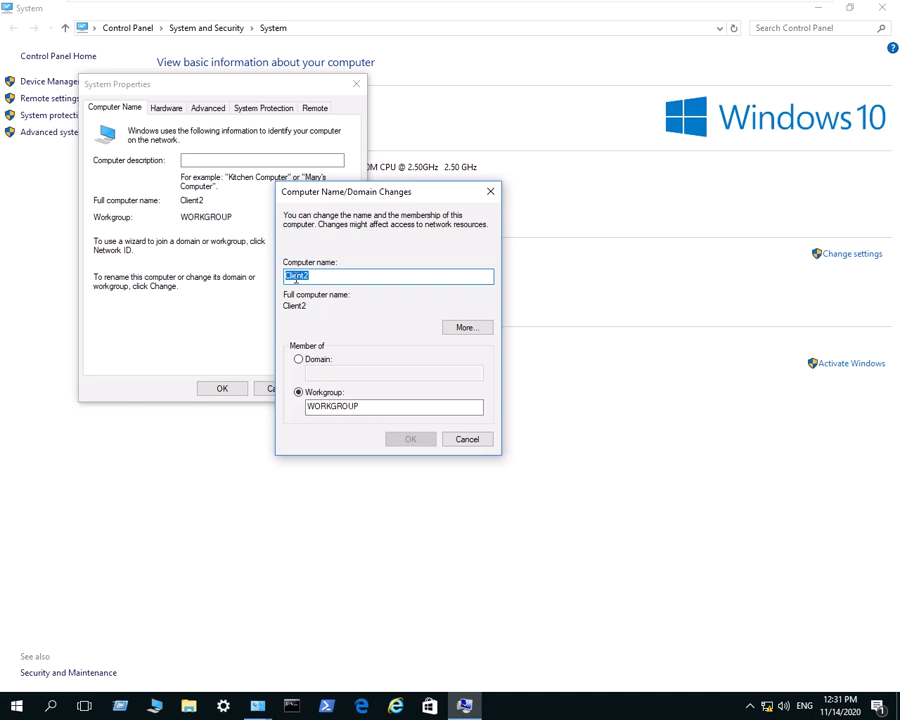 System
Control Panel
System and Security
System
Search Control Panel
Control Panel Home
View basic information about your computer
Device Manage
Remote settings
System protecti
Advanced syste
System Properties
Computer Name
Hardware
Advanced
System Protection
Remote
Windows uses the following information to identify your computer
on the network.
Computer description:
For example: "Kitchen Computer" or "Mary's
Computer".
Full computer name:
Client2
Workgroup:
WORKGROUP
To use a wizard to join a domain or workgroup, click
Network ID.
To rename this computer or change its domain or
workgroup, click Change.
OK
Ca
Windows 10
OM CPU @ 2.50GHz 2.50 GHz
Computer Name/Domain Changes
You can change the name and the membership of this
computer. Changes might affect access to network resources.
Computer name:
Client2
Full computer name:
Client2
More...
Member of
Domain:
Workgroup:
WORKGROUP
OK
Cancel
Change settings
Activate Windows
See also
Security and Maintenance
ENG
12:31 PM
11/14/2020
1